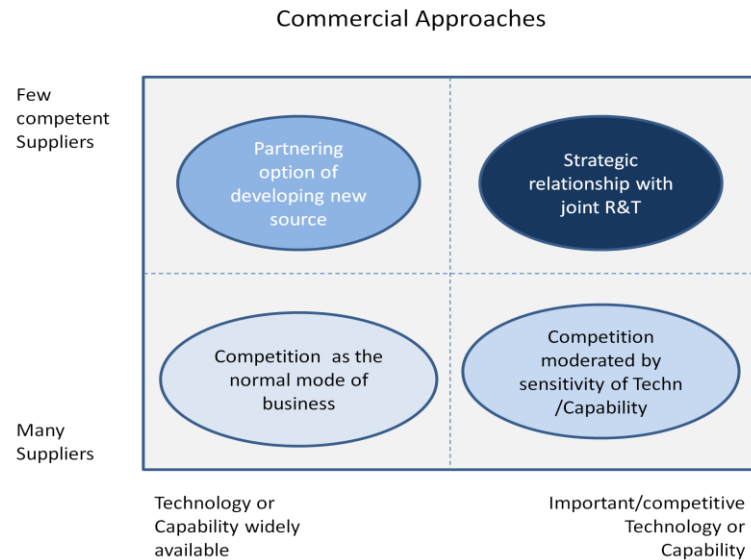 Commercial Approaches
Few
competent
Suppliers
Partnering
option of
developing new
source
Strategic
relationship with
joint R&T
Competition as the
normal mode of
business
Competition
moderated by
sensitivity of Techn
/Capability
Many
Suppliers
Technology or
Capability widely
available
Important/competitive
Technology or
Capability